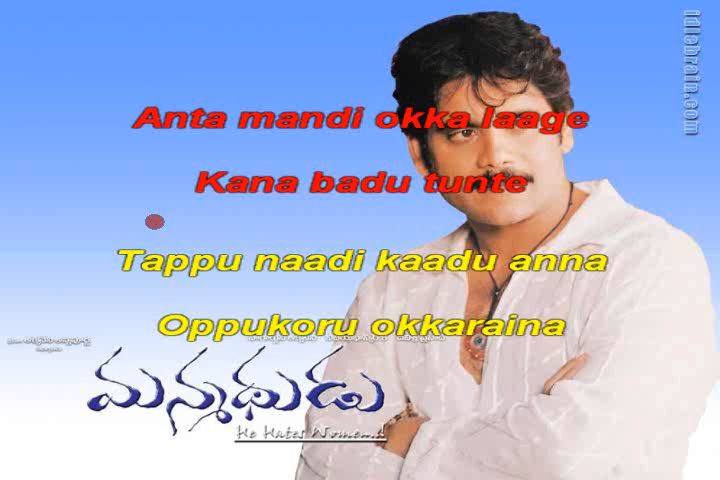 idlebrain.com
Anta mandi okka laage
Kana badu tunte
Tappu naadi kaadu anna
Oppukoru okkaraina
మన్మథుడు
He Hates Women..!